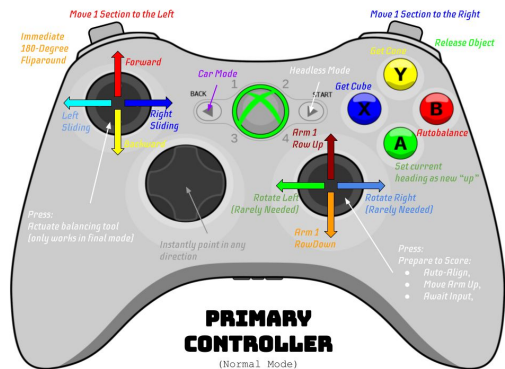 Move 1 Section to the Left
Move 1 Section to the Right
Immediate
180-Degree
Fliparound
Release Object
Get Cone
Forward
Car Mode
Headless Mode
BACK
START
1
2
3
4
Y
X
B
A
Get Cube
Autobalance
Left
Sliding
Right
Sliding
Backward
Set current
heading as new "up"
Arm 1
Row Up
Rotate Left
(Rarely Needed)
Rotate Right
(Rarely Needed)
Arm 1
RowDown
Press:
Actuate balancing tool
(only works in final mode)
Instantly point in any
direction
Press:
Prepare to Score:
● Auto-Align,
● Move Arm Up,
● Await Input,
PRIMARY
CONTROLLER
(Normal Mode)